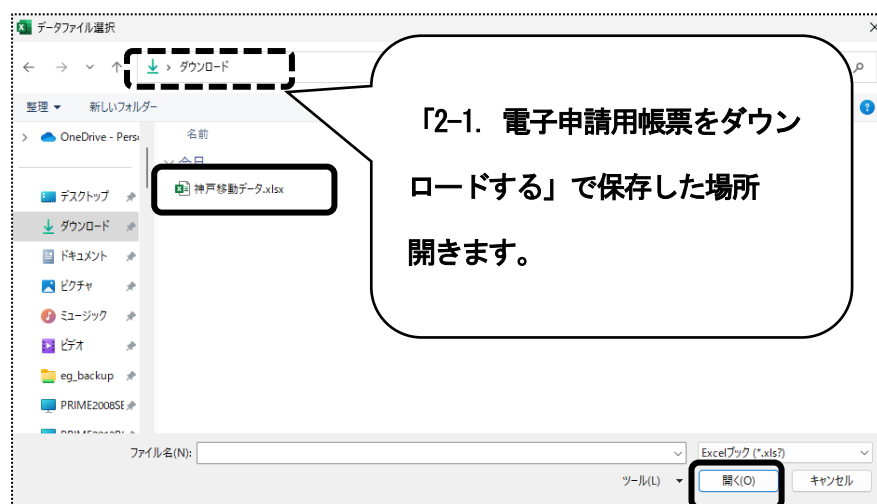 データファイル選択
ダウンロード
整理 新しいフォルダー
OneDrive - Perso
名前
今日
神戸移動データ.xlsx
デスクトップ
ダウンロード
ドキュメント
ピクチャ
ミュージック
ビデオ
eg_backup
PRIME2008SE
「2-1. 電子申請用帳票をダウン
ロードする」で保存した場所
開きます。
ファイル名(N):
Excelブック (*.xls?)
ツール(L)
開く(O)
キャンセル